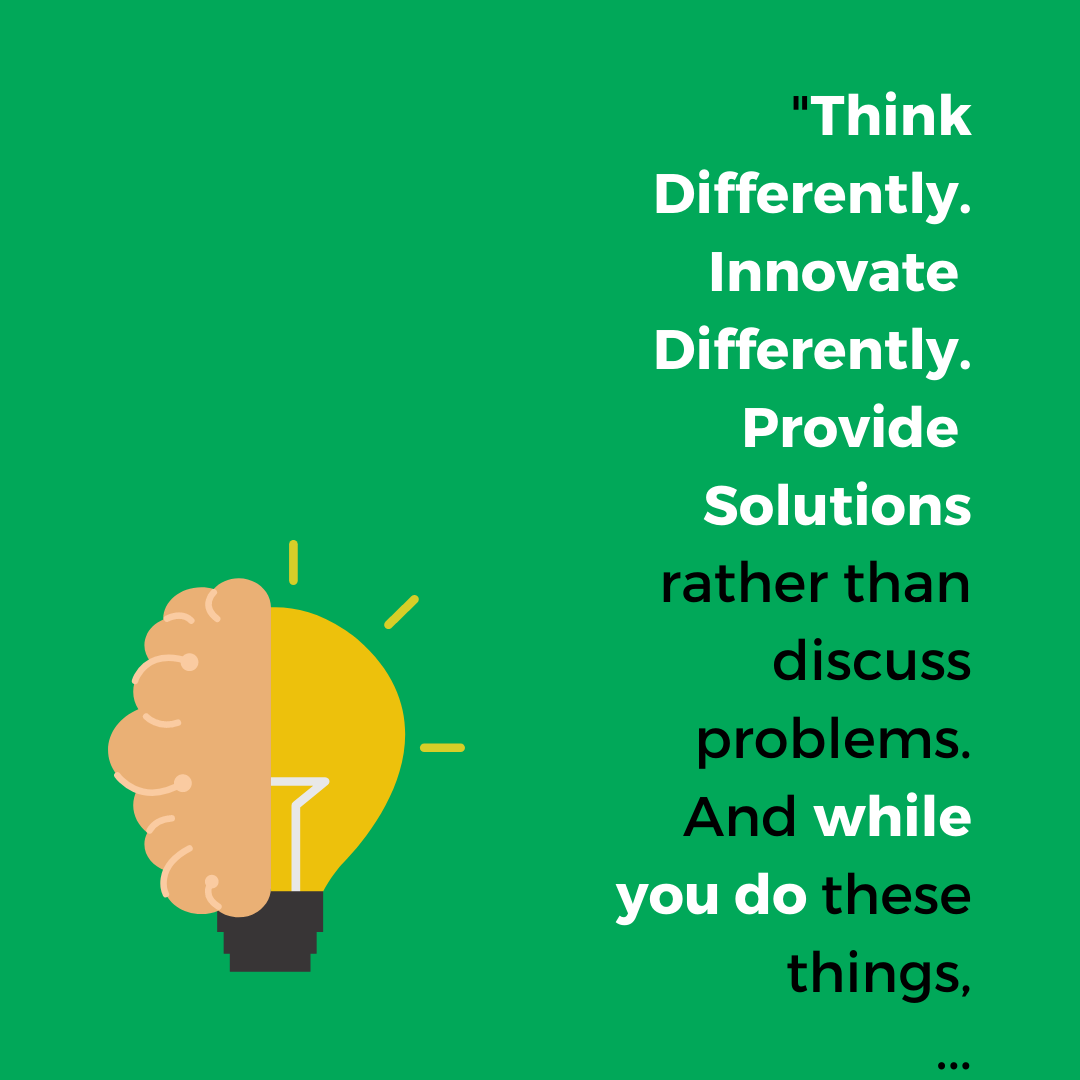 "Think
Differently.
Innovate
Differently.
Provide
Solutions
rather than
discuss
problems.
And while
you do these
things,
...